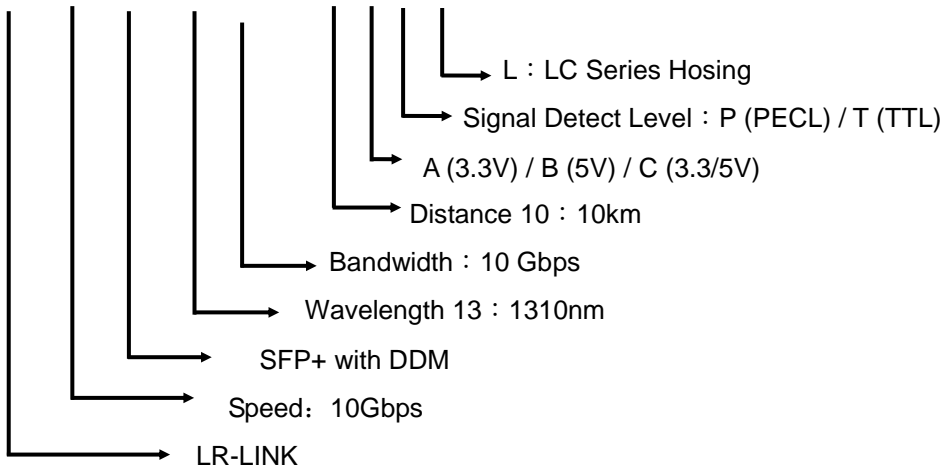 L：LC Series Hosing
Signal Detect Level：P (PECL) / T (TTL)
A (3.3V) / B (5V) / C (3.3/5V)
Distance 10：10km
Bandwidth：10 Gbps
Wavelength 13：1310nm
SFP+ with DDM
Speed：10Gbps
LR-LINK